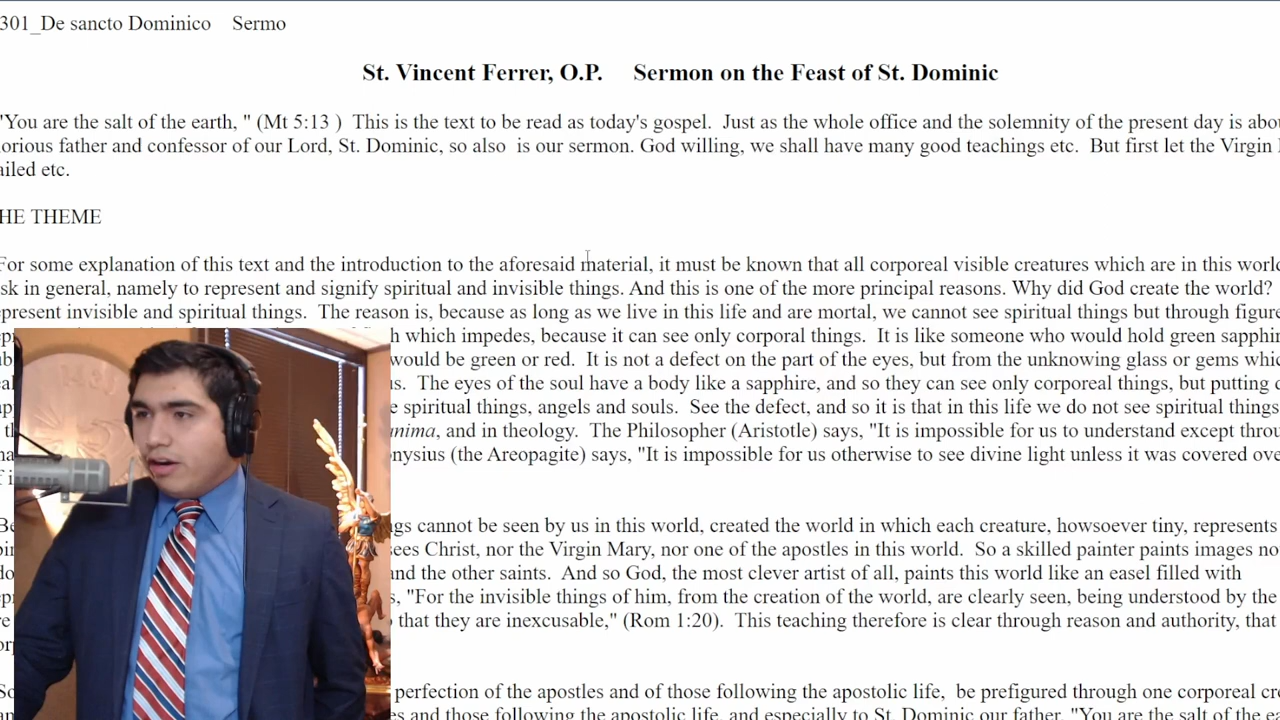 301_De sancto Dominico Sermo
St. Vincent Ferrer, O.P. Sermon on the Feast of St. Dominic
"You are the salt of the earth, " (Mt 5:13 ) This is the text to be read as today's gospel. Just as the whole office and the solemnity of the present day is
father and confessor of our Lord, St. Dominic, so also is our sermon. God willing, we shall have many good teachings etc. But first let the Virgin
etc.
THE THEME
For some explanation of this text and the introduction to the aforesaid material, it must be known that all corporeal visible creatures which are in this
in general, namely to represent and signify spiritual and invisible things. And this is one of the more principal reasons. Why did God create the world?
invisible and spiritual things. The reason is, because as long as we live in this life and are mortal, we cannot see spiritual things but through
which impedes, because it can see only corporal things. It is like someone who would hold green
would be green or red. It is not a defect on the part of the eyes, but from the unknowing glass or gems
The eyes of the soul have a body like a sapphire, and so they can see only corporeal things, but putting
spiritual things, angels and souls. See the defect, and so it is that in this life we do not see spiritual things
and in theology. The Philosopher (Aristotle) says, "It is impossible for us to understand except
(the Areopagite) says, "It is impossible for us otherwise to see divine light unless it was covered
cannot be seen by us in this world, created the world in which each creature, howsoever tiny, represents
Christ, nor the Virgin Mary, nor one of the apostles in this world. So a skilled painter paints images
and the other saints. And so God, the most clever artist of all, paints this world like an easel filled with
"For the invisible things of him, from the creation of the world, are clearly seen, being understood by the
that they are inexcusable," (Rom 1:20). This teaching therefore is clear through reason and authority, that
perfection of the apostles and of those following the apostolic life, be prefigured through one corporeal
and those following the apostolic life, and especially to St. Dominic our father, "You are the salt of the